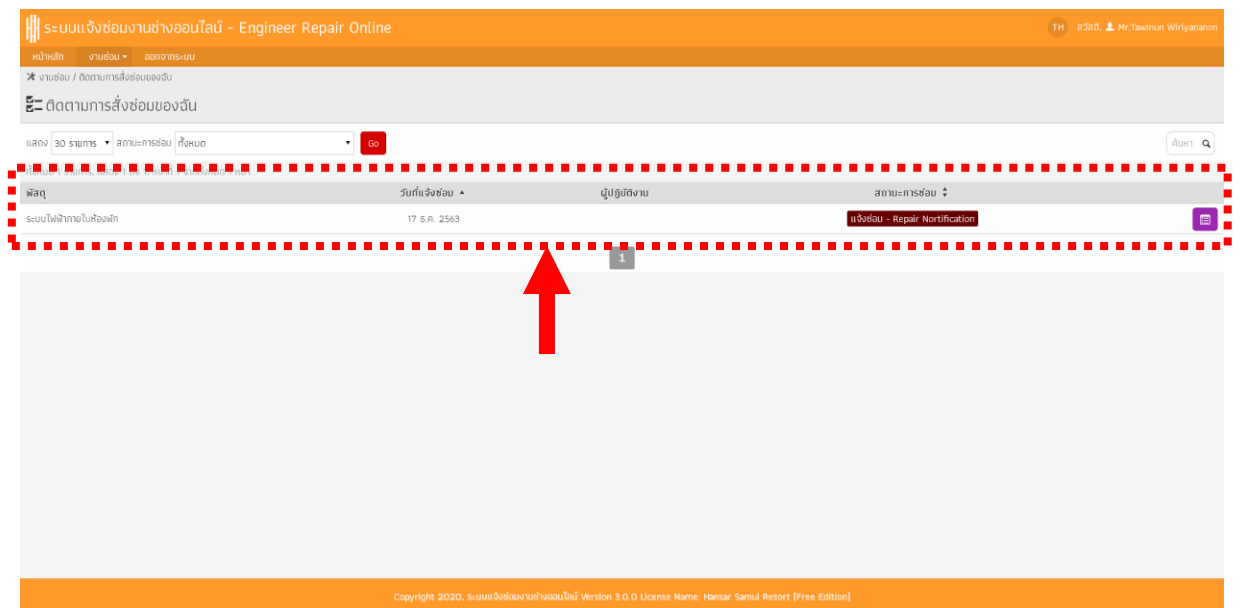 ระบบแจ้งซ่อมงานช่างออนไลน์ - Engineer Repair Online
TH สวัสดี, Mr.Tawinun Wiriyananon
หน้าหลัก งานซ่อม ออกจากระบบ
งานซ่อม / ติดตามการสั่งซ่อมของฉัน
ติดตามการสั่งซ่อมของฉัน
แสดง 30 รายการ สถานะการซ่อม ทั้งหมด Go ค้นหา
พัสดุ วันที่แจ้งซ่อม ผู้ปฏิบัติงาน สถานะการซ่อม
ระบบไฟฟ้าภายในห้องพัก 17 ธ.ค. 2563 แจ้งซ่อม - Repair Nortification
1
Copyright 2020, ระบบแจ้งซ่อมงานช่างออนไลน์ Version 3.0.0 License Name: Hansar Samui Resort (Free Edition)